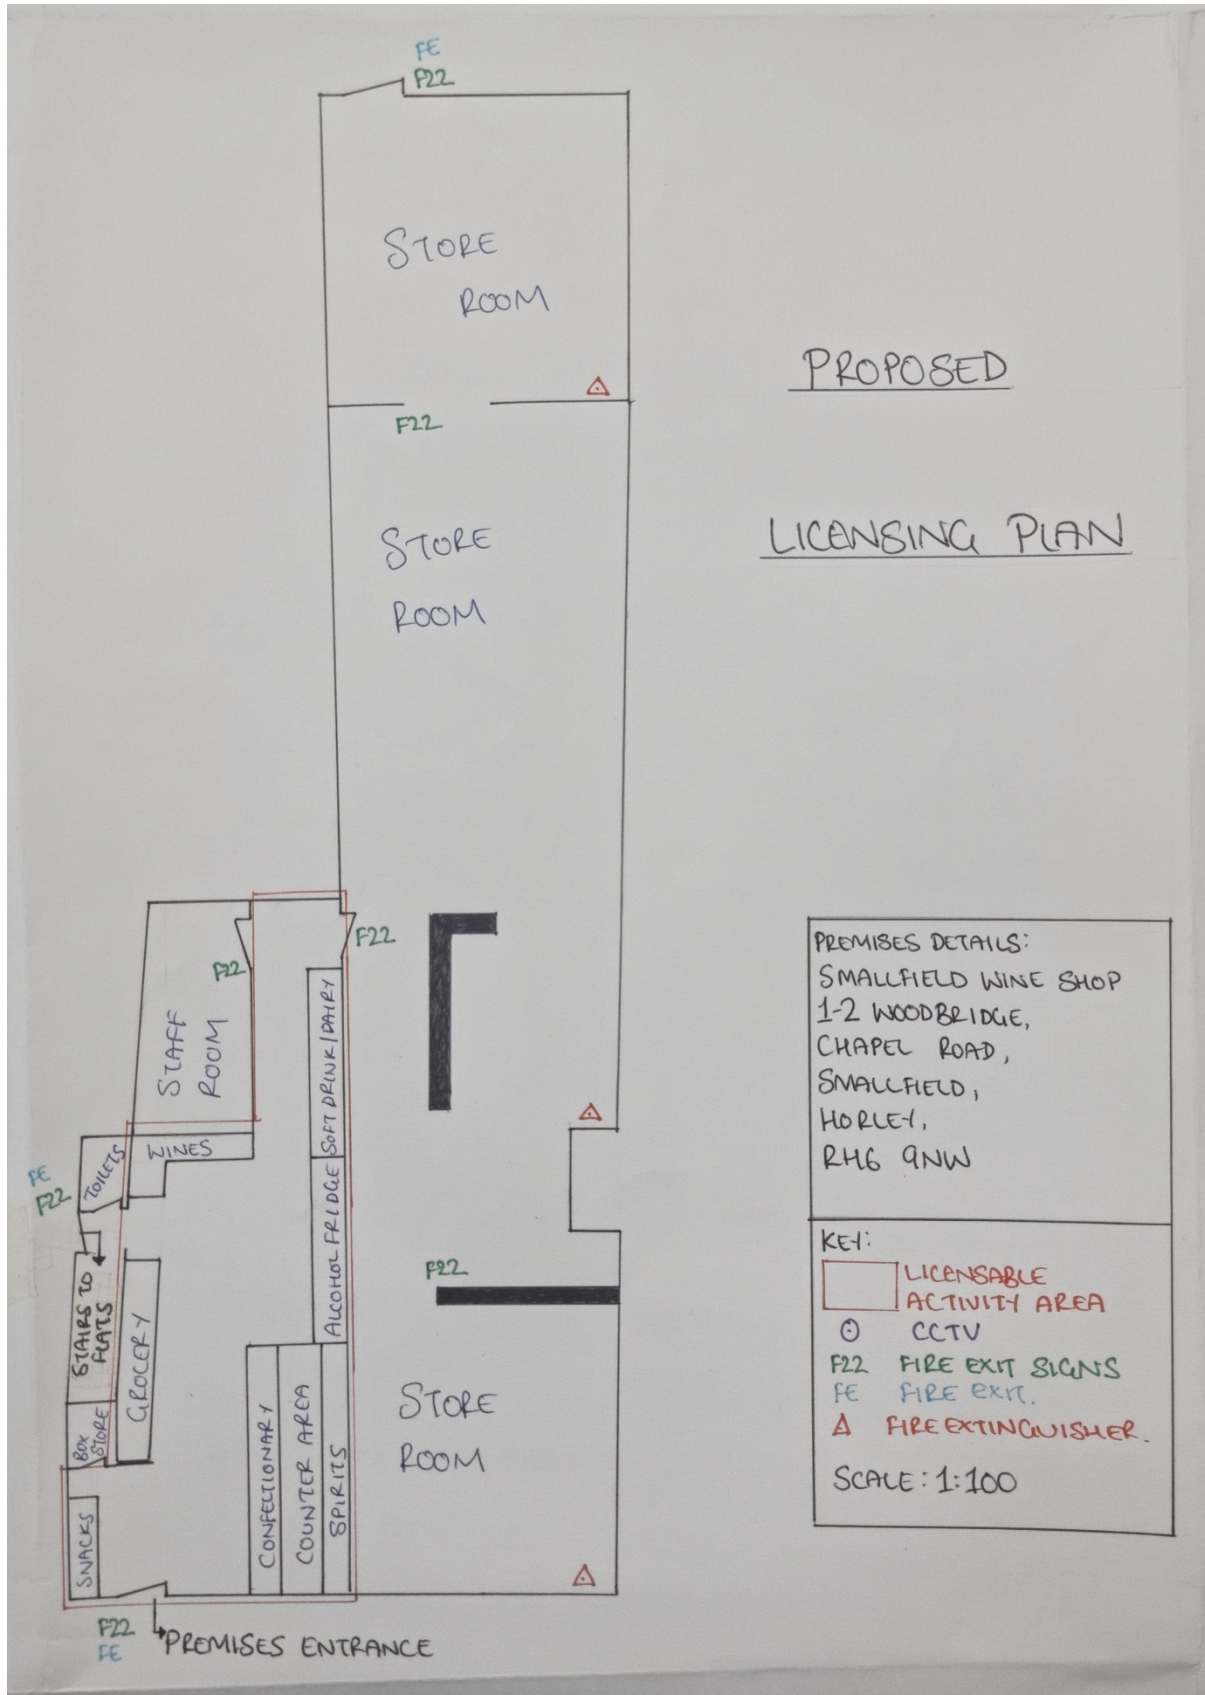 FE
F22
STORE
ROOM
PROPOSED
F22
LICENSING PLAN
STORE
ROOM
F22
F22
STAFF
ROOM
SOFT DRINK/DAIRY
WINES
TOILETS
FE
F22
ALCOHOL FRIDGE
F22
STAIRS TO
FLATS
GROCERY
BOX
STORE
SNACKS
CONFECTIONARY
COUNTER AREA
SPIRITS
STORE
ROOM
F22
FE
PREMISES ENTRANCE
PREMISES DETAILS:
SMALLFIELD WINE SHOP
1-2 WOODBRIDGE,
CHAPEL ROAD,
SMALLFIELD,
HORLEY,
RH6 9NW
KEY:
LICENSABLE
ACTIVITY AREA
CCTV
F22 FIRE EXIT SIGNS
FE FIRE EXIT.
FIRE EXTINGUISHER.
SCALE: 1:100